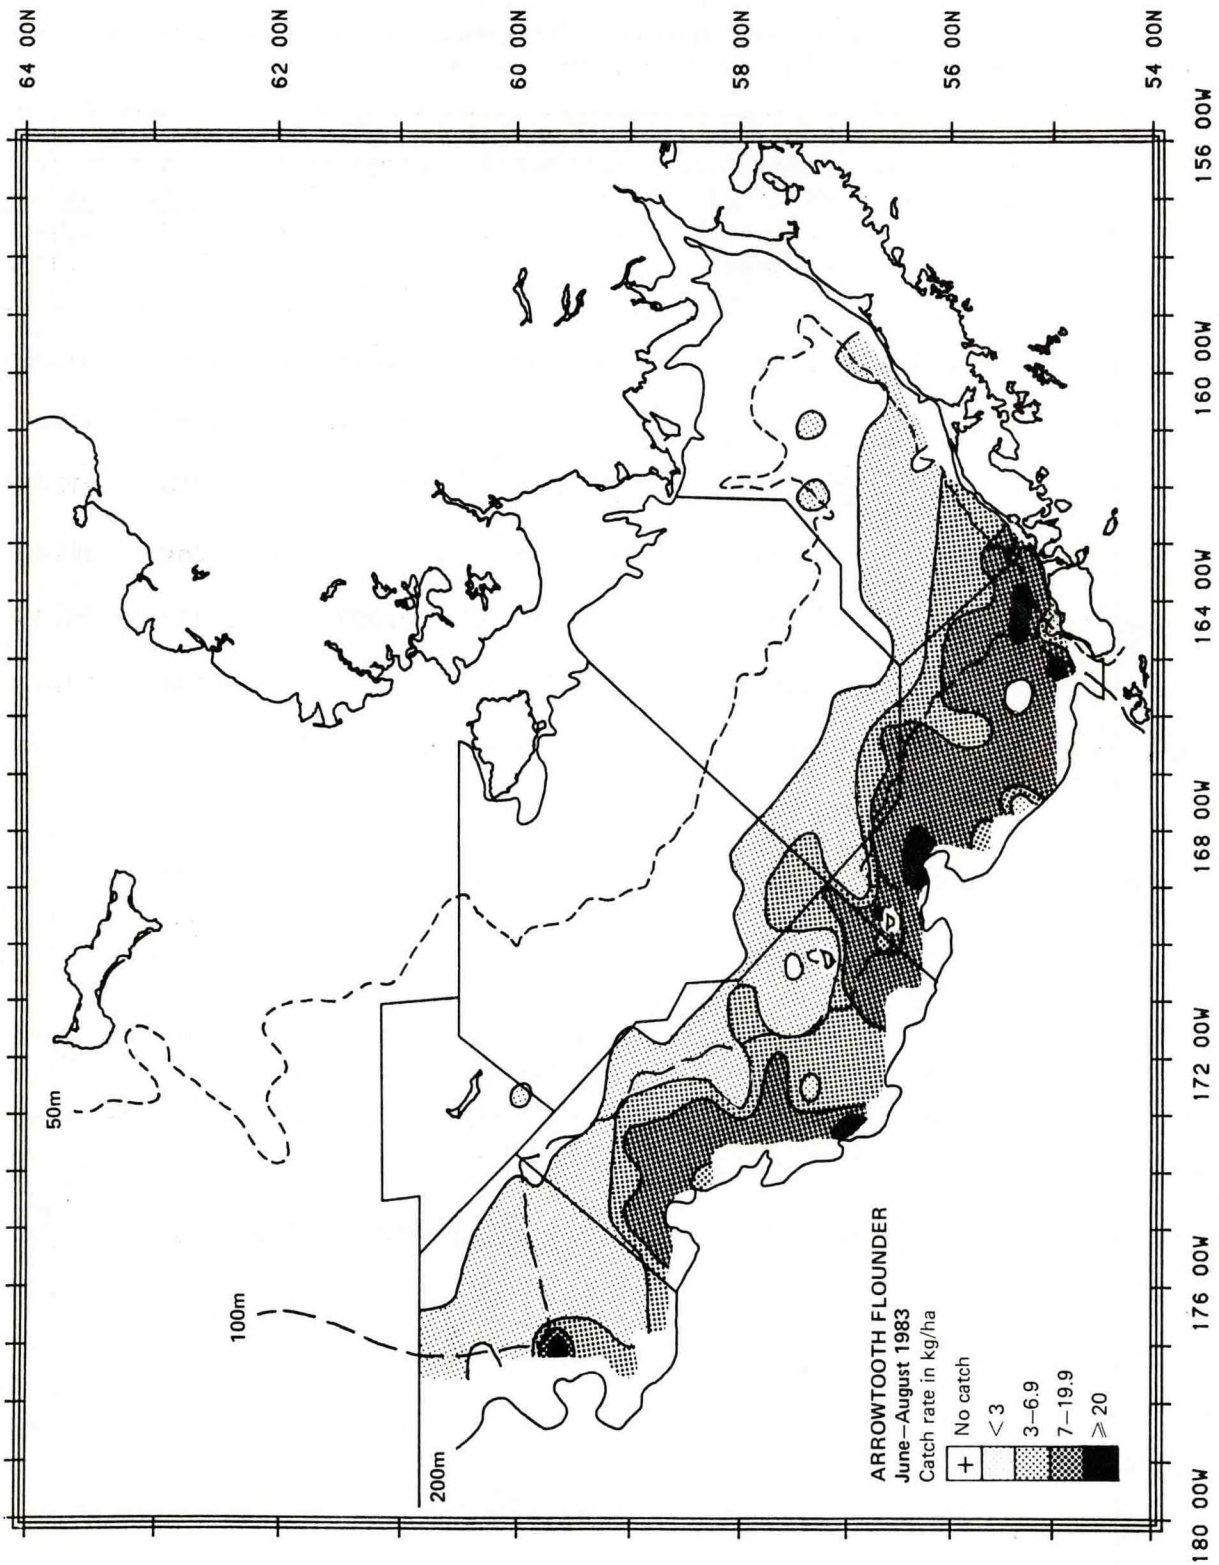 64 00N
62 00N
60 00N
58 00N
56 00N
54 00N
156 00W
160 00W
164 00W
168 00W
172 00W
176 00W
180 00W
50m
100m
200m
ARROWTOOTH FLOUNDER
June–August 1983
Catch rate in kg/ha
+ No catch
< 3
3–6.9
7–19.9
⩾ 20